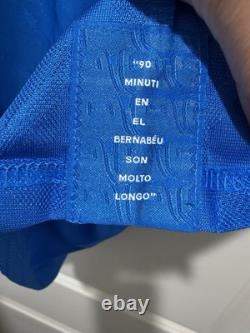 "90
MINUTI
EN
EL
BERNABÉU
SON
MOLTO
LONGO"